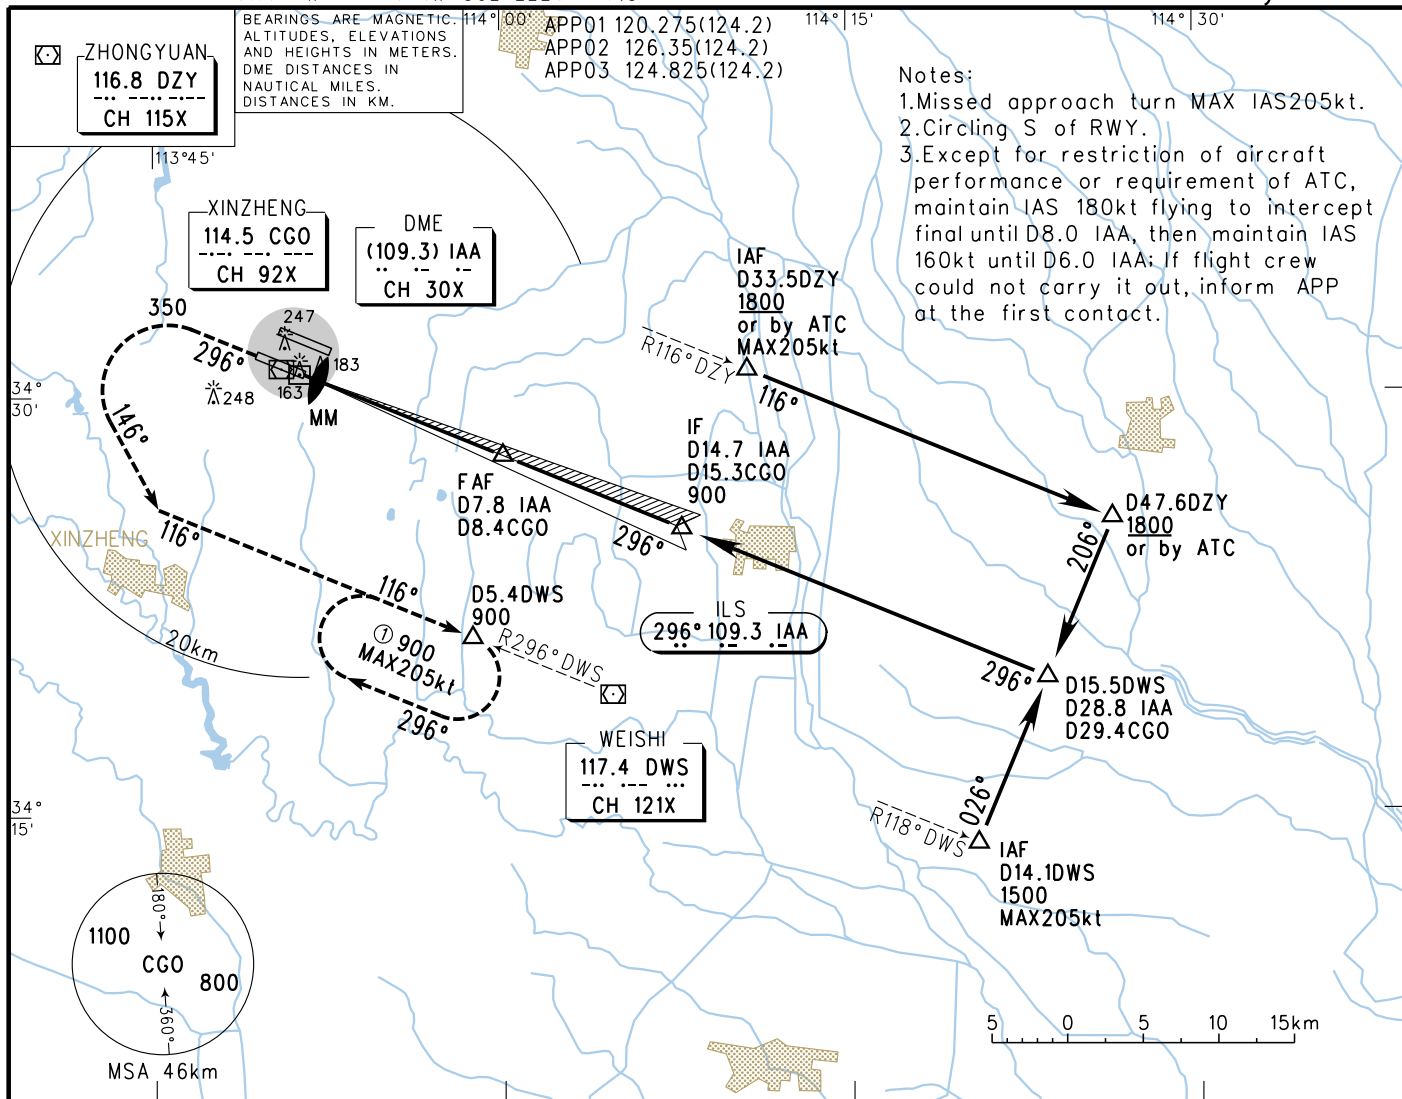 BEARINGS ARE MAGNETIC.
ALTITUDES, ELEVATIONS
AND HEIGHTS IN METERS.
DME DISTANCES IN
NAUTICAL MILES.
DISTANCES IN KM.
ZHONGYUAN
116.8 DZY
CH 115X
114°00'
114°15'
114°30'
APP01 120.275(124.2)
APP02 126.35(124.2)
APP03 124.825(124.2)
Notes:
1.Missed approach turn MAX IAS205kt.
2.Circling S of RWY.
3.Except for restriction of aircraft
performance or requirement of ATC,
maintain IAS 180kt flying to intercept
final until D8.0 IAA, then maintain IAS
160kt until D6.0 IAA; If flight crew
could not carry it out, inform APP
at the first contact.
113°45'
XINZHENG
114.5 CGO
CH 92X
DME
(109.3) IAA
CH 30X
IAF
D33.5DZY
1800
or by ATC
MAX205kt
R116°DZY
116°
350
296°
247
183
163
248
MM
34°
30'
146°
116°
XINZHENG
FAF
D7.8 IAA
D8.4CGO
IF
D14.7 IAA
D15.3CGO
900
296°
D47.6DZY
1800
or by ATC
206°
116°
D5.4DWS
900
① 900
MAX205kt
296°
R296°DWS
ILS
296° 109.3 IAA
20km
296°
D15.5DWS
D28.8 IAA
D29.4CGO
WEISHI
117.4 DWS
CH 121X
34°
15'
026°
R118°DWS
IAF
D14.1DWS
1500
MAX205kt
180°
1100
CGO
800
360°
MSA 46km
5 0 5 10 15km